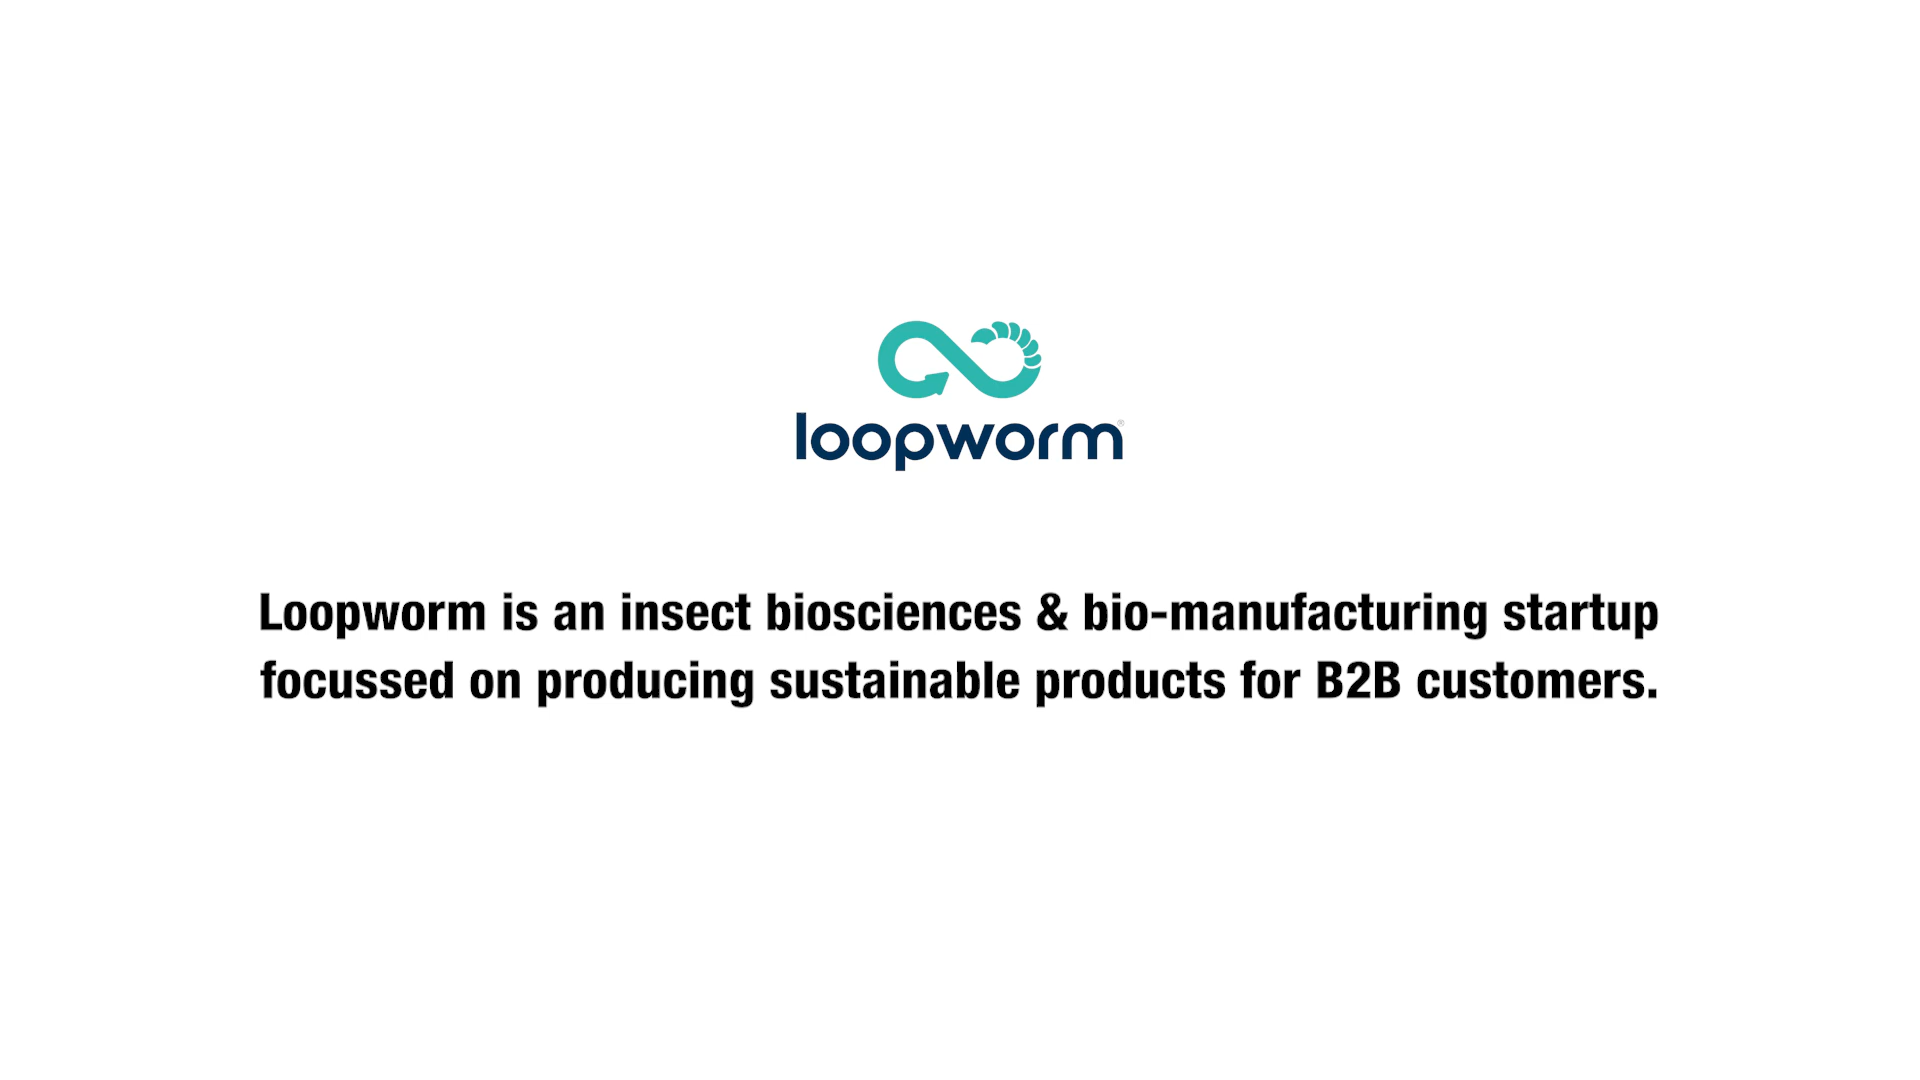 loopworm®
Loopworm is an insect biosciences & bio-manufacturing startup
focussed on producing sustainable products for B2B customers.